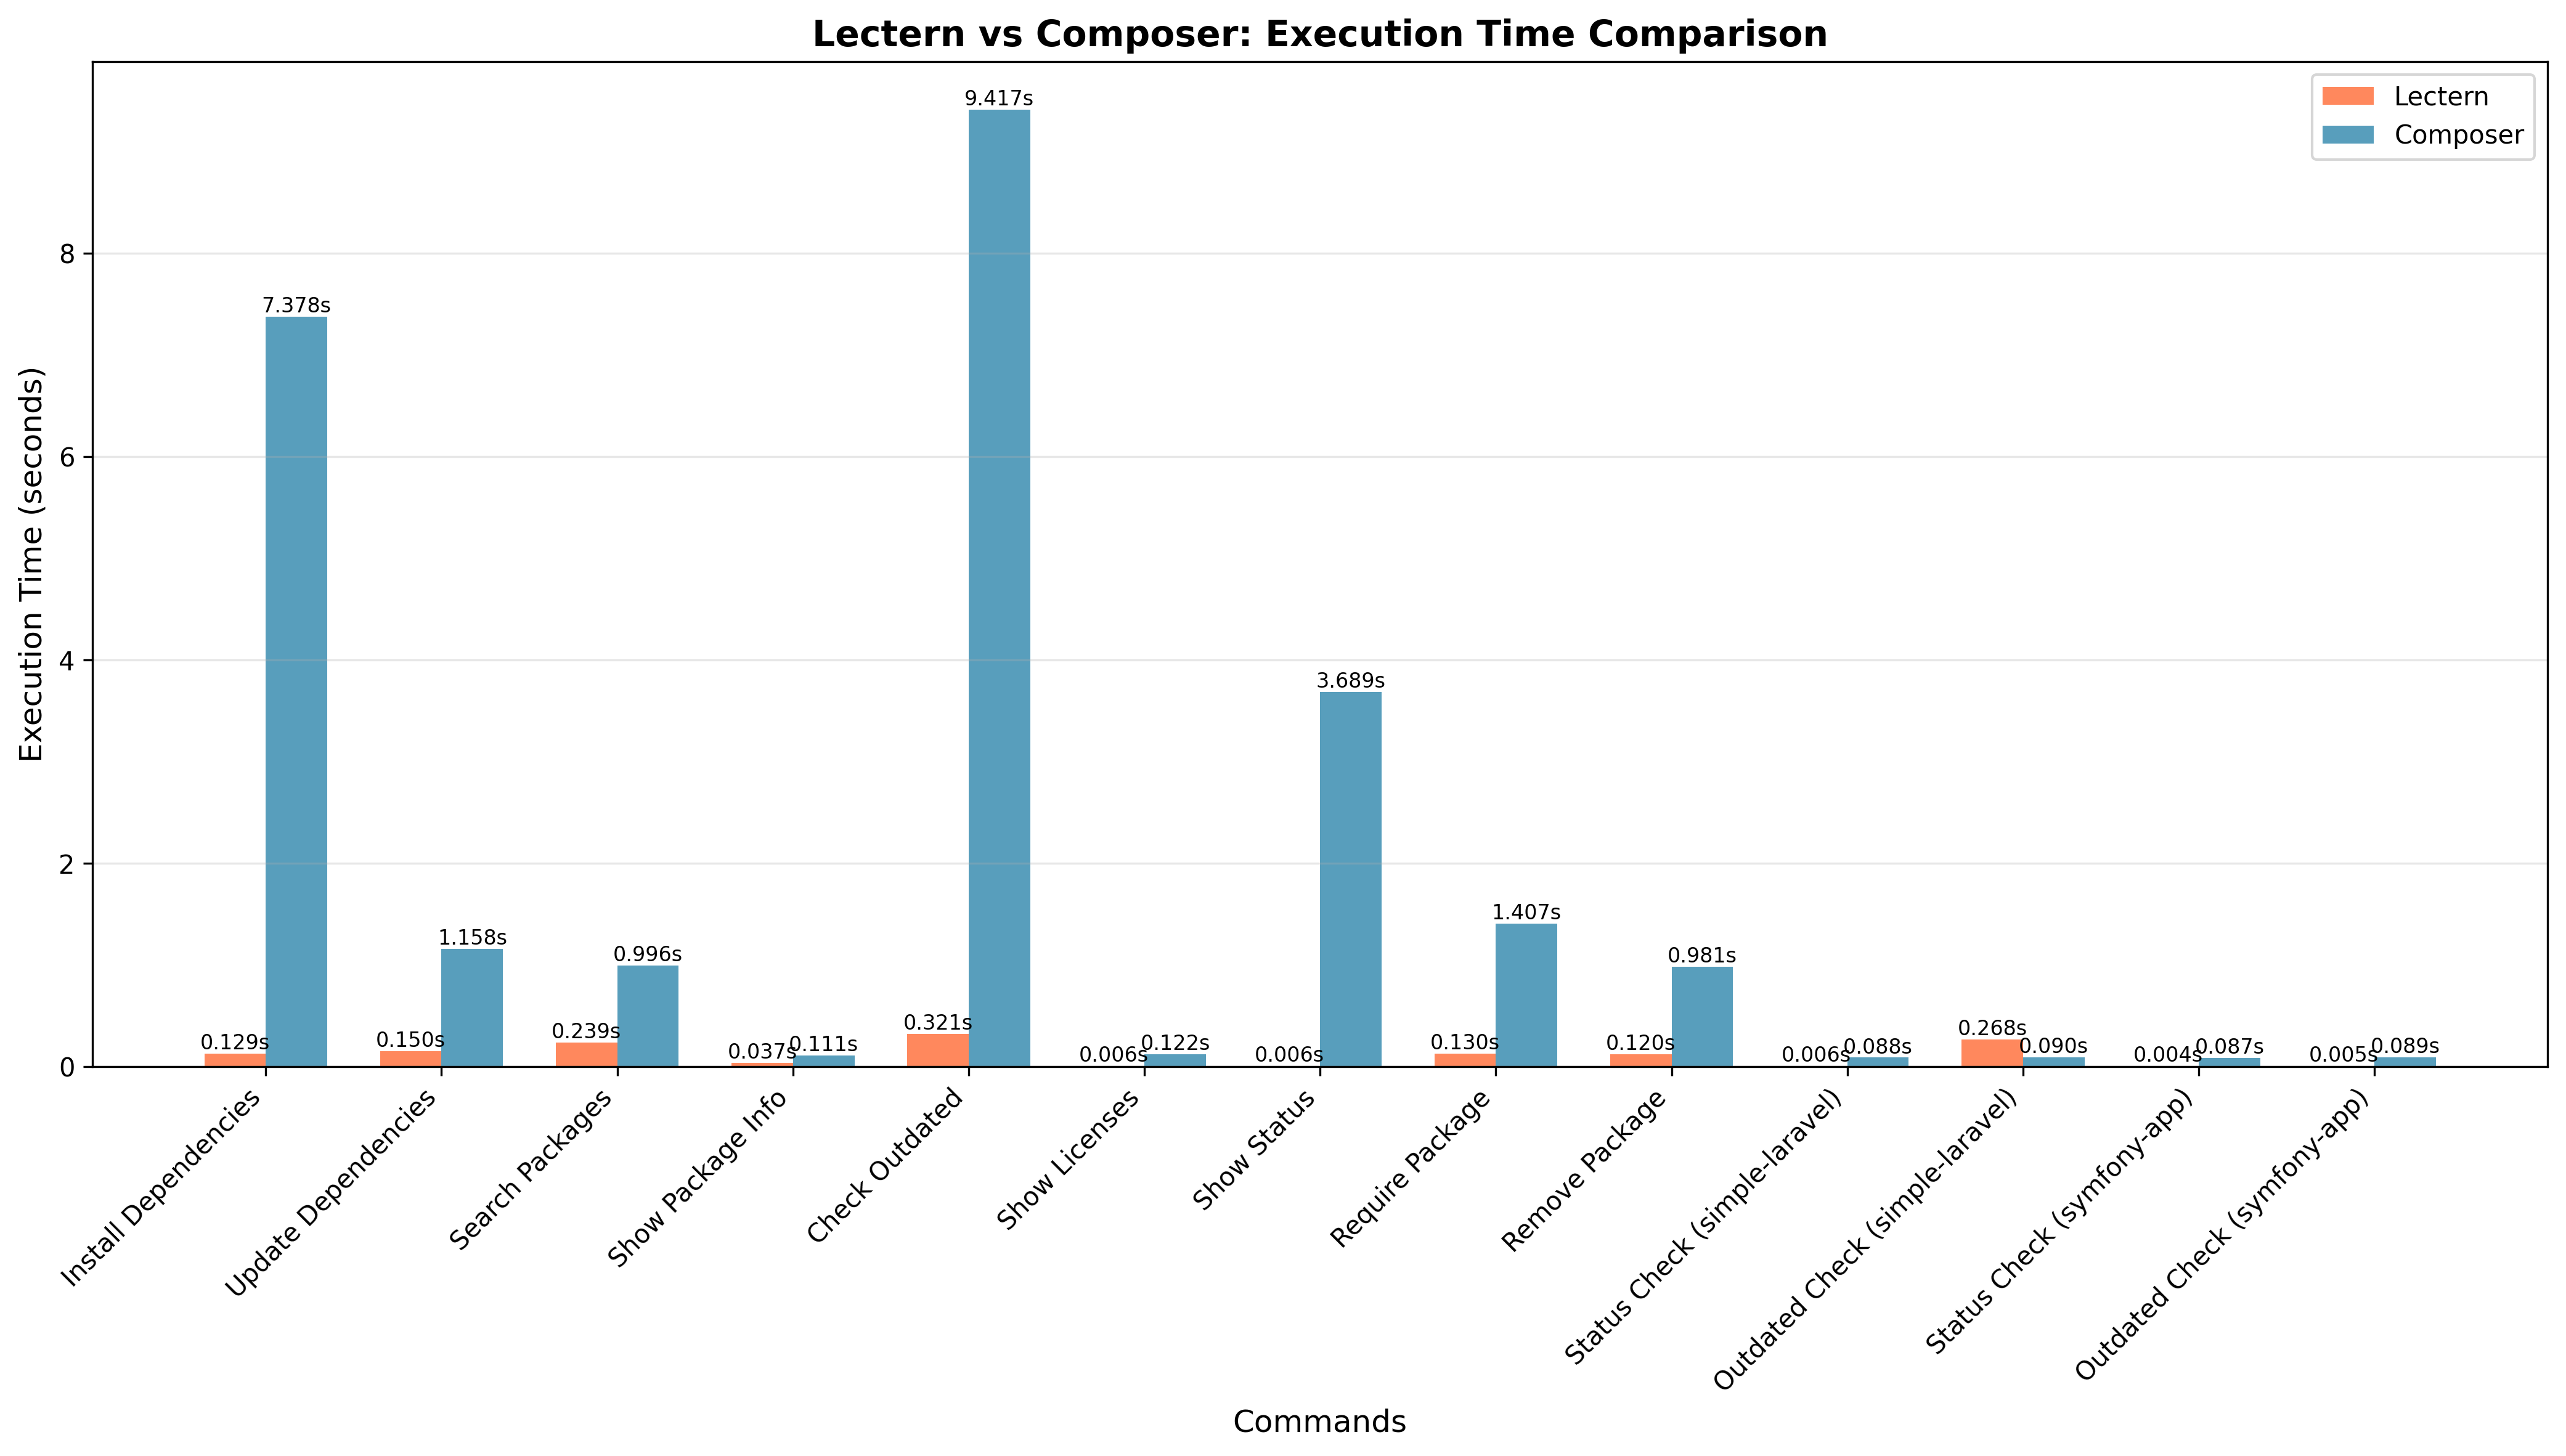 Lectern vs Composer: Execution Time Comparison
Lectern
Composer
Execution Time (seconds)
8
6
4
2
0
0.129s
7.378s
0.150s
1.158s
0.239s
0.996s
0.037s
0.111s
0.321s
9.417s
0.006s
0.122s
0.006s
3.689s
0.130s
1.407s
0.120s
0.981s
0.006s
0.088s
0.268s
0.090s
0.004s
0.087s
0.005s
0.089s
Install Dependencies
Update Dependencies
Search Packages
Show Package Info
Check Outdated
Show Licenses
Show Status
Require Package
Remove Package
Status Check (simple-laravel)
Outdated Check (simple-laravel)
Status Check (symfony-app)
Outdated Check (symfony-app)
Commands